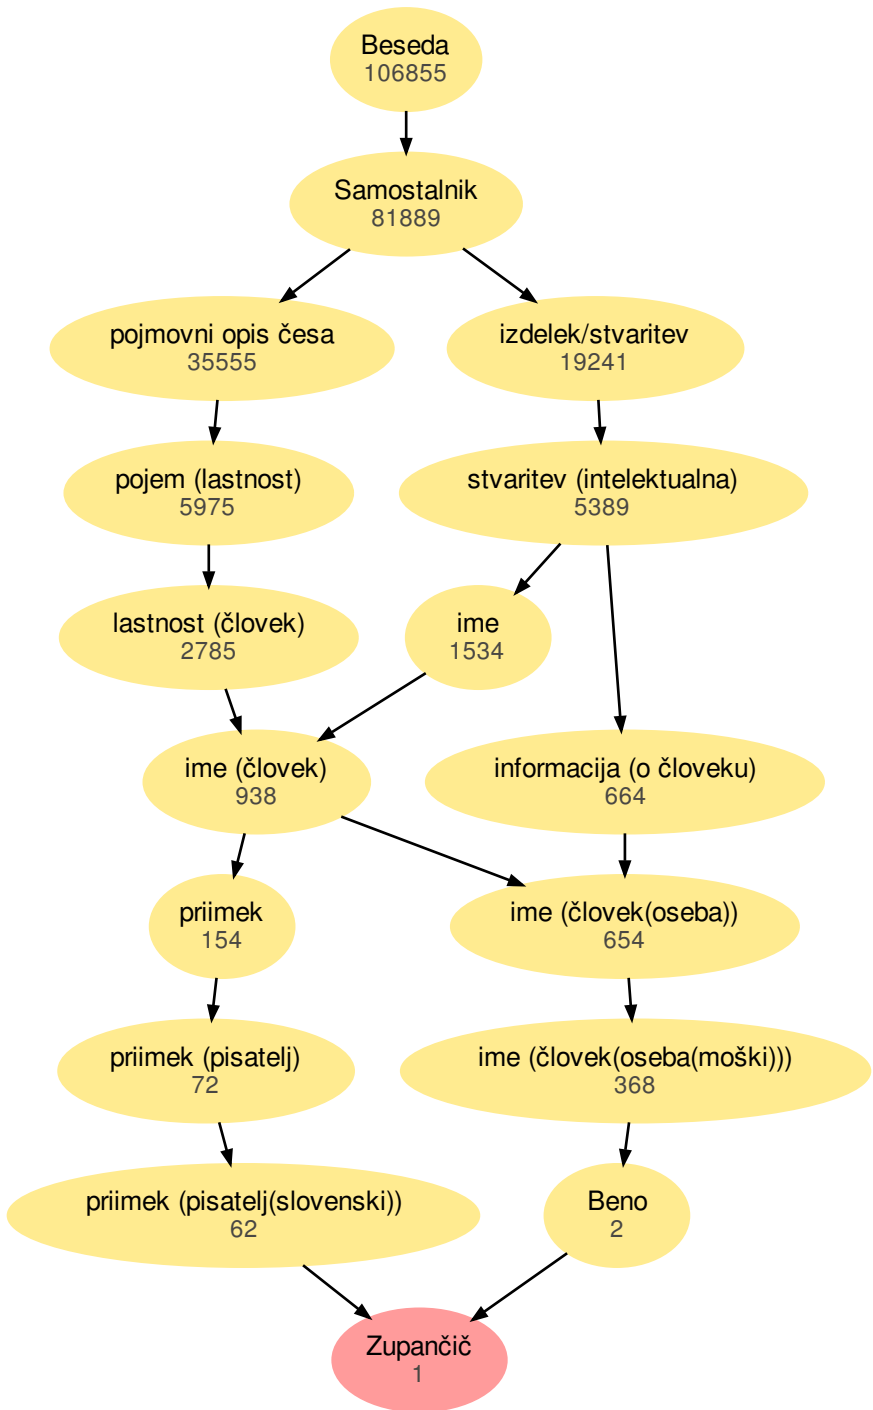 Beseda
106855
Samostalnik
81889
pojmovni opis česa
35555
izdelek/stvaritev
19241
pojem (lastnost)
5975
stvaritev (intelektualna)
5389
lastnost (človek)
2785
ime
1534
ime (človek)
938
informacija (o človeku)
664
priimek
154
ime (človek(oseba))
654
priimek (pisatelj)
72
ime (človek(oseba(moški)))
368
priimek (pisatelj(slovenski))
62
Beno
2
Zupančič
1